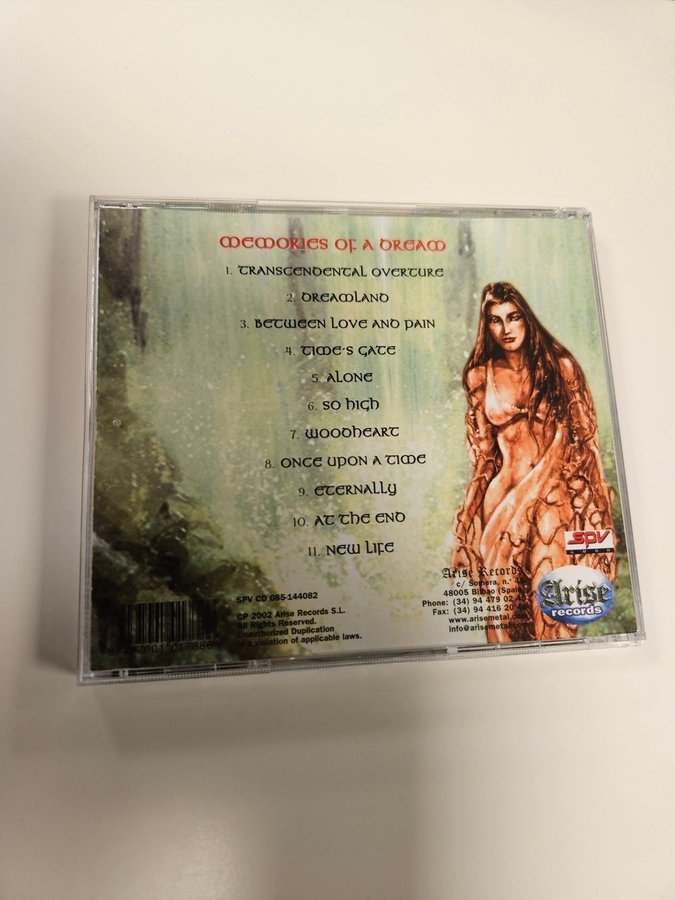 MEMORIES OF A DREAM
1. TRANSCENDENTAL OVERTURE
2. DREAMLAND
3. BETWEEN LOVE AND PAIN
4. TIME'S GATE
5. ALONE
6. SO HIGH
7. WOODHEART
8. ONCE UPON A TIME
9. ETERNALLY
10. AT THE END
11. NEW LIFE
SPV
SPV CD 085-144082
CP 2002 Arise Records S.L.
All Rights Reserved.
Unauthorized Duplication
is a violation of applicable laws.
Arise Records
c/ Somera, n.º
48005 Bilbao (Spain
Phone: (34) 94 479 02
Fax: (34) 94 416 20
www.arisemetal.com
info@arisemetal.com
Arise
records